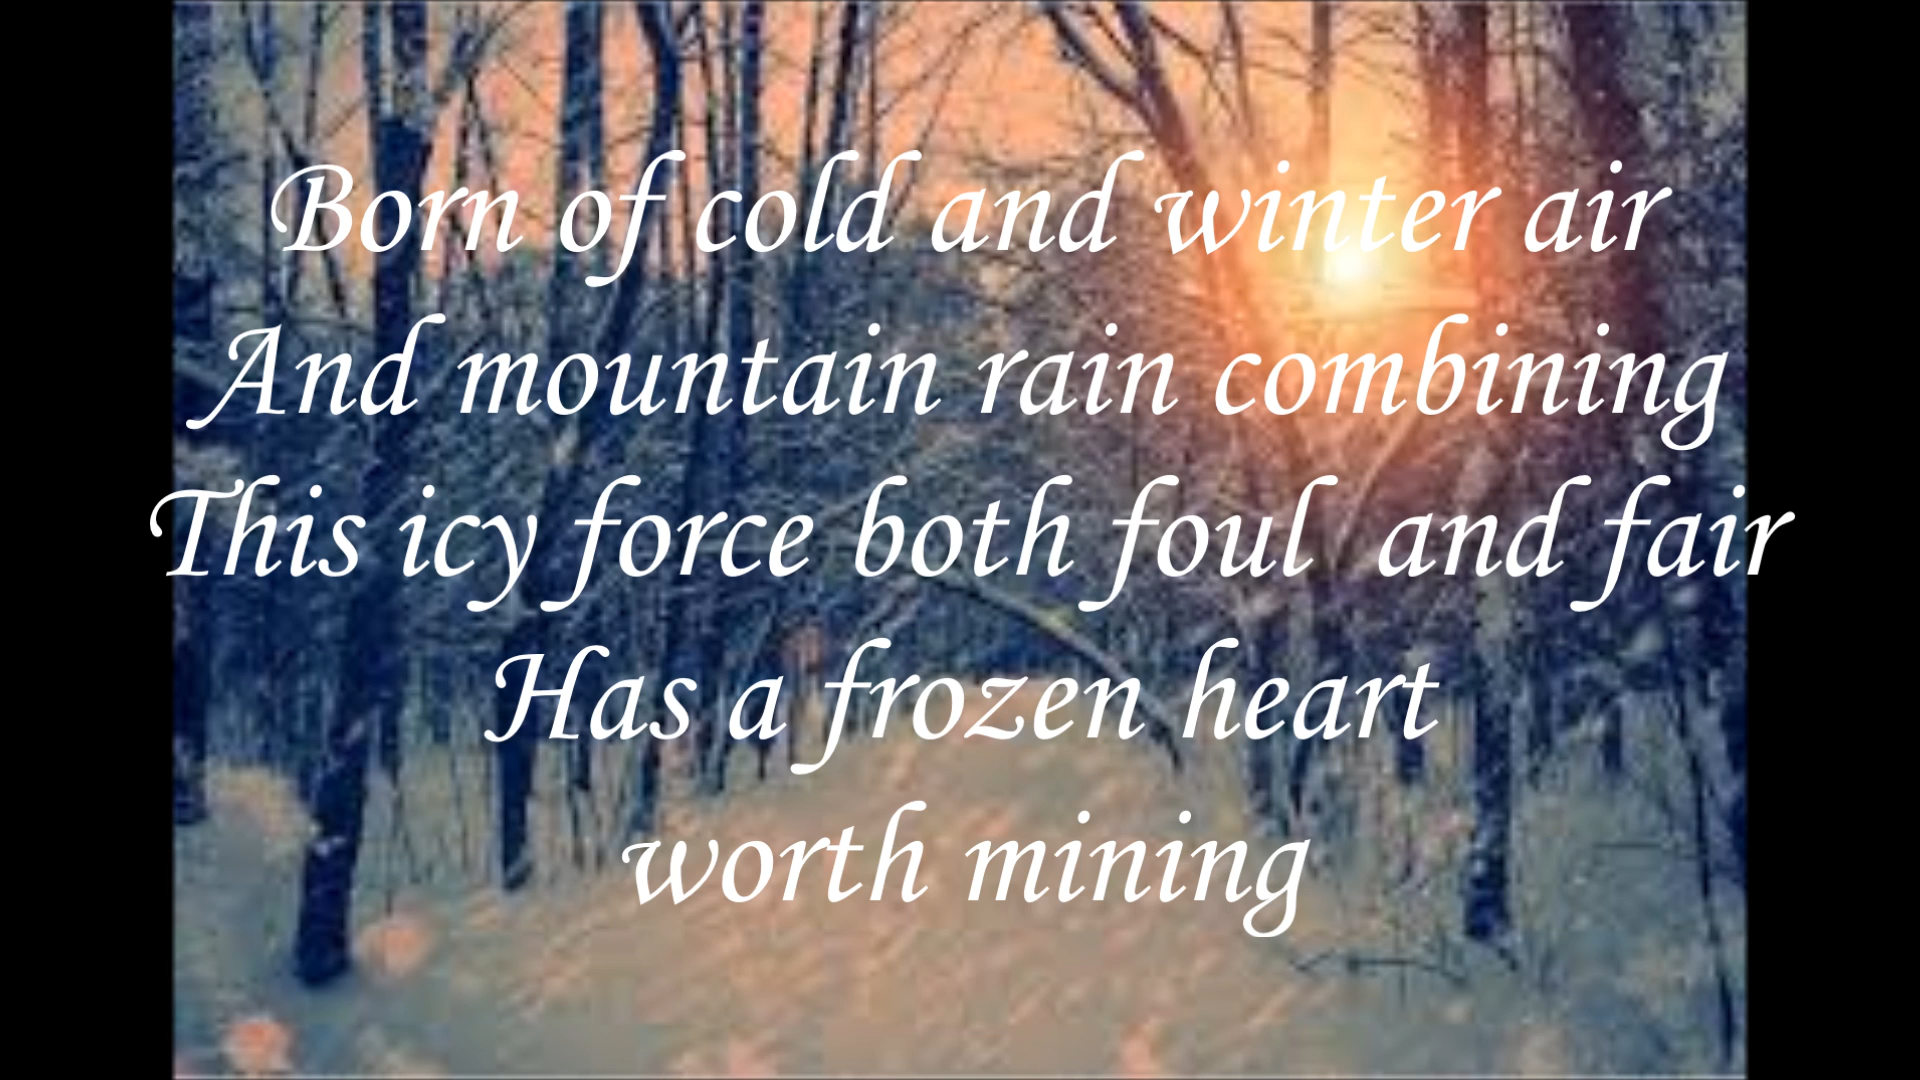 Born of cold and winter air
And mountain rain combining
This icy force both foul  and fair
Has a frozen heart
worth mining